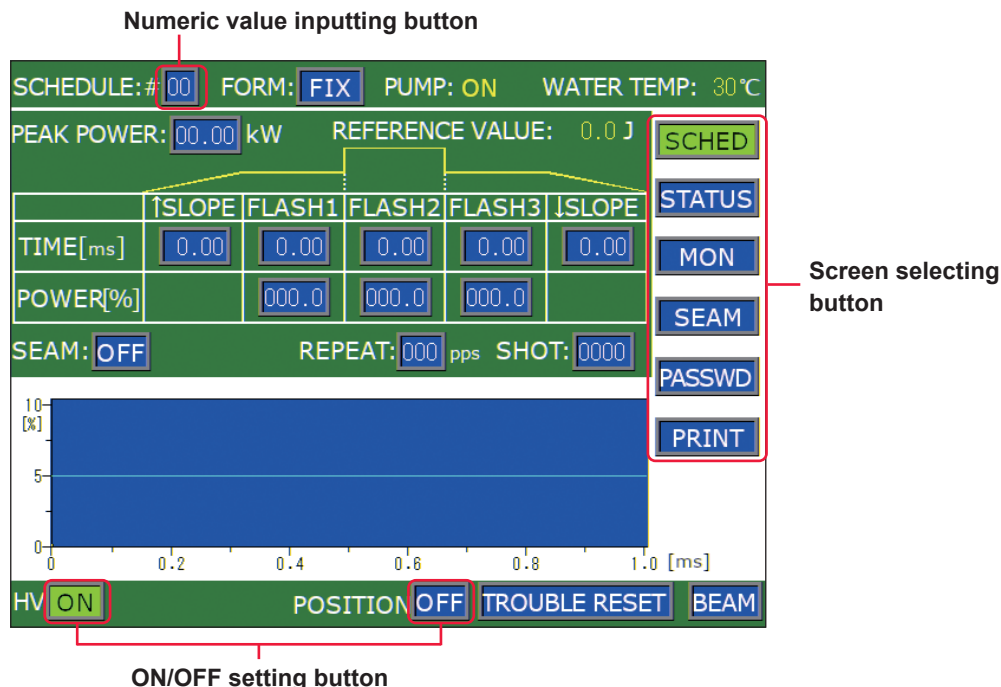 Numeric value inputting button
SCHEDULE:# 00 FORM: FIX PUMP: ON WATER TEMP: 30℃
PEAK POWER: 00.00 kW REFERENCE VALUE: 0.0 J
↑SLOPE FLASH1 FLASH2 FLASH3 ↓SLOPE
TIME[ms] 0.00 0.00 0.00 0.00 0.00
POWER[%] 000.0 000.0 000.0
SEAM: OFF REPEAT: 000 pps SHOT: 0000
SCHED
STATUS
MON
SEAM
PASSWD
PRINT
Screen selecting
button
10
[%]
5
0
0 0.2 0.4 0.6 0.8 1.0 [ms]
HV ON POSITION OFF TROUBLE RESET BEAM
ON/OFF setting button